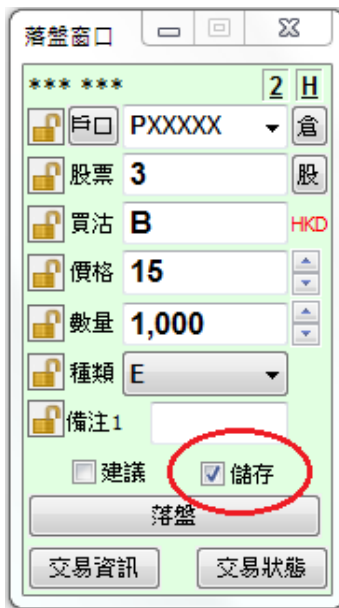 落盤窗口
*** *** 2 H
戶口 PXXXXX 倉
股票 3 股
買沽 B HKD
價格 15
數量 1,000
種類 E
備注1
建議 儲存
落盤
交易資訊 交易狀態